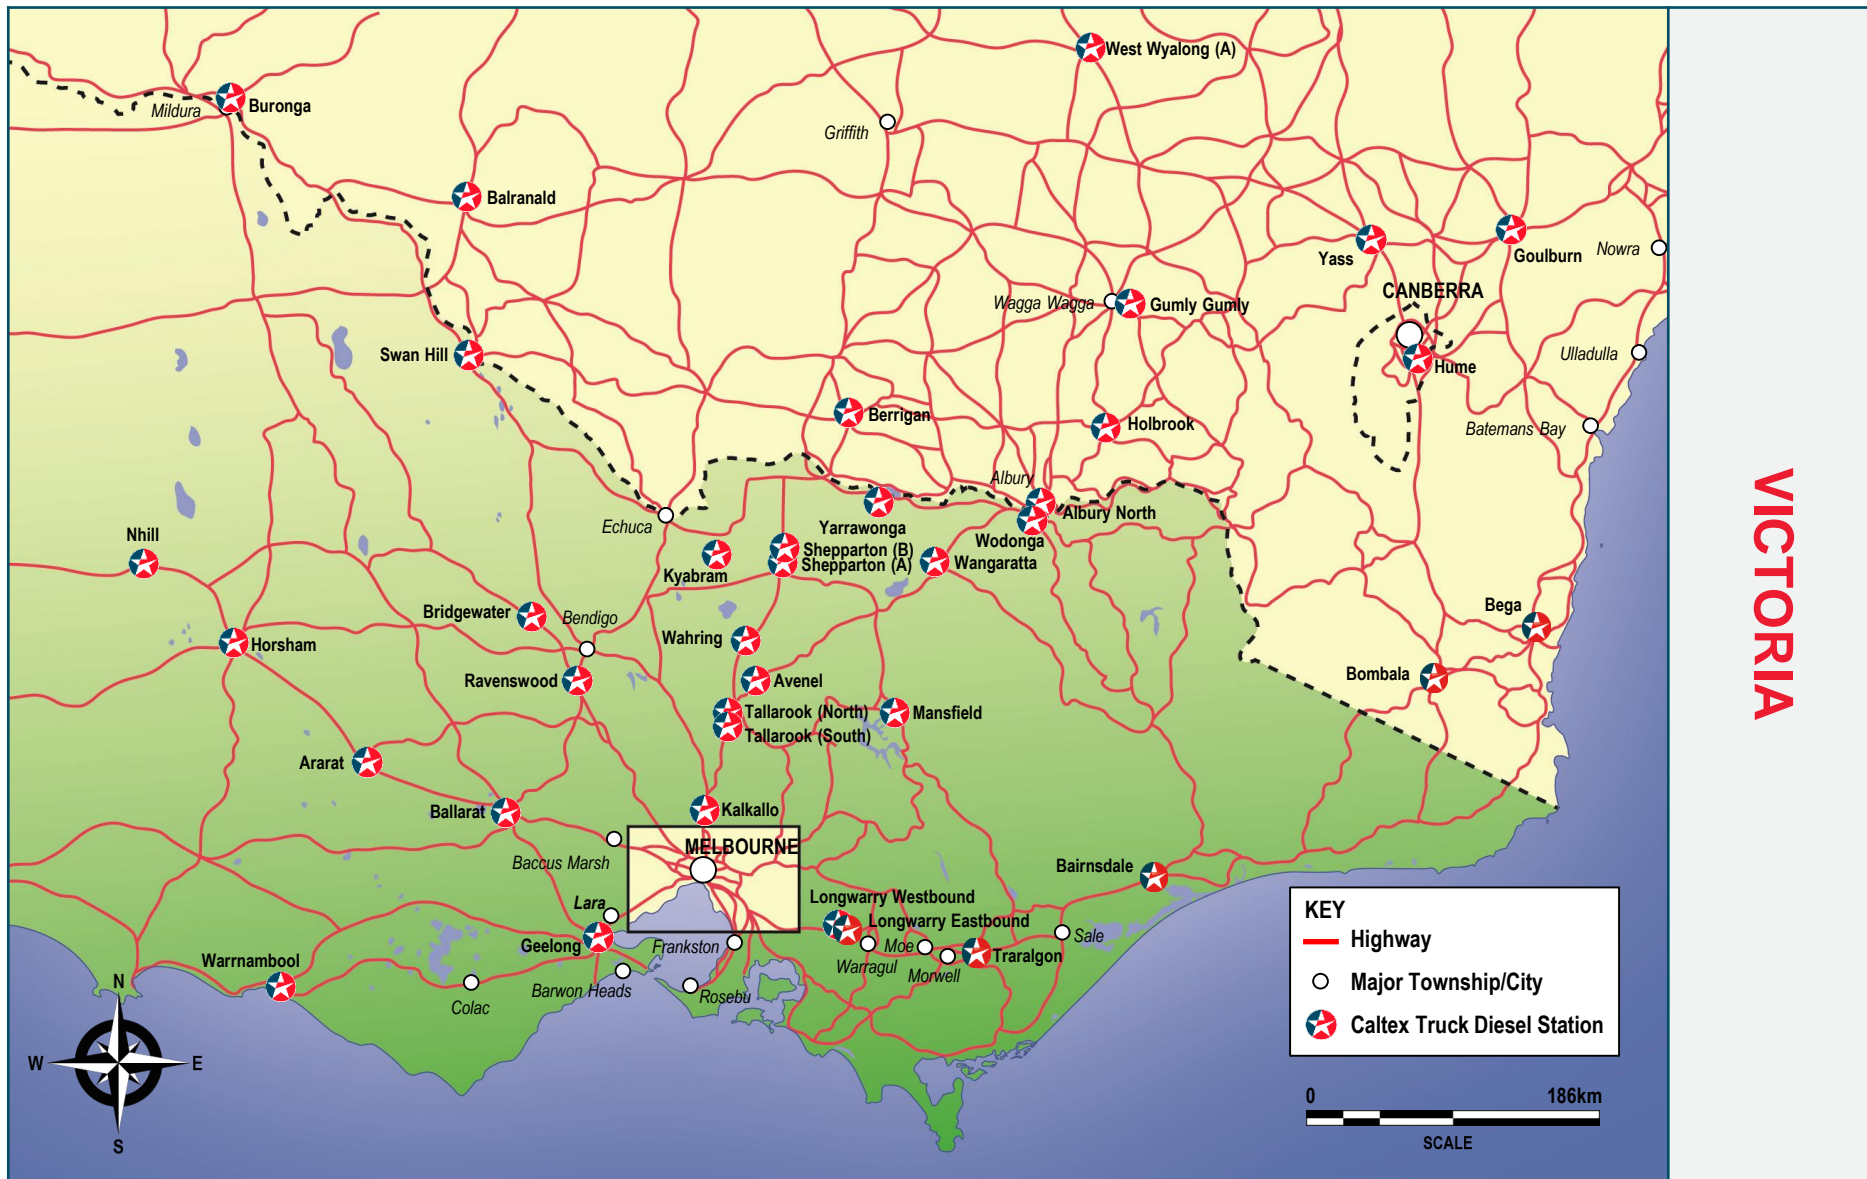 West Wyalong (A)
Mildura
Buronga
Griffith
Balranald
Yass
Goulburn
Nowra
CANBERRA
Wagga Wagga
Gumly Gumly
Swan Hill
Hume
Ulladulla
Berrigan
Holbrook
Batemans Bay
Albury
Echuca
Yarrawonga
Albury North
Nhill
Wodonga
Shepparton (B)
Shepparton (A)
Kyabram
Wangaratta
Bridgewater
Bendigo
Bega
Horsham
Wahring
Ravenswood
Avenel
Bombala
Tallarook (North)
Mansfield
Tallarook (South)
Ararat
Ballarat
Kalkallo
MELBOURNE
Baccus Marsh
Bairnsdale
Longwarry Westbound
Lara
Longwarry Eastbound
Geelong
Frankston
Moe
Sale
Warrnambool
Warragul
Morwell
Traralgon
Barwon Heads
Rosebu
Colac
N
W
E
S
KEY
Highway
Major Township/City
Caltex Truck Diesel Station
0
186km
SCALE
VICTORIA